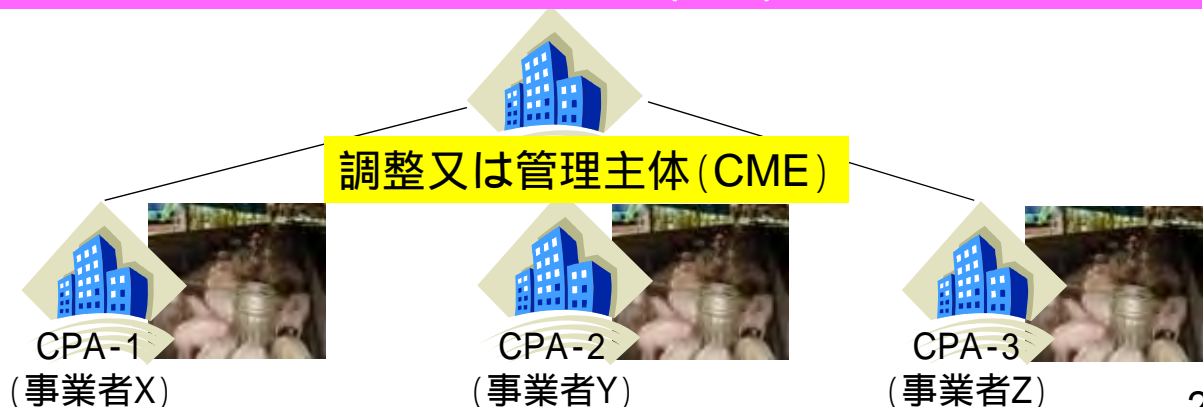 調整又は管理主体(CME)
CPA-1
CPA-2
CPA-3
(事業者X)
(事業者Y)
(事業者Z)